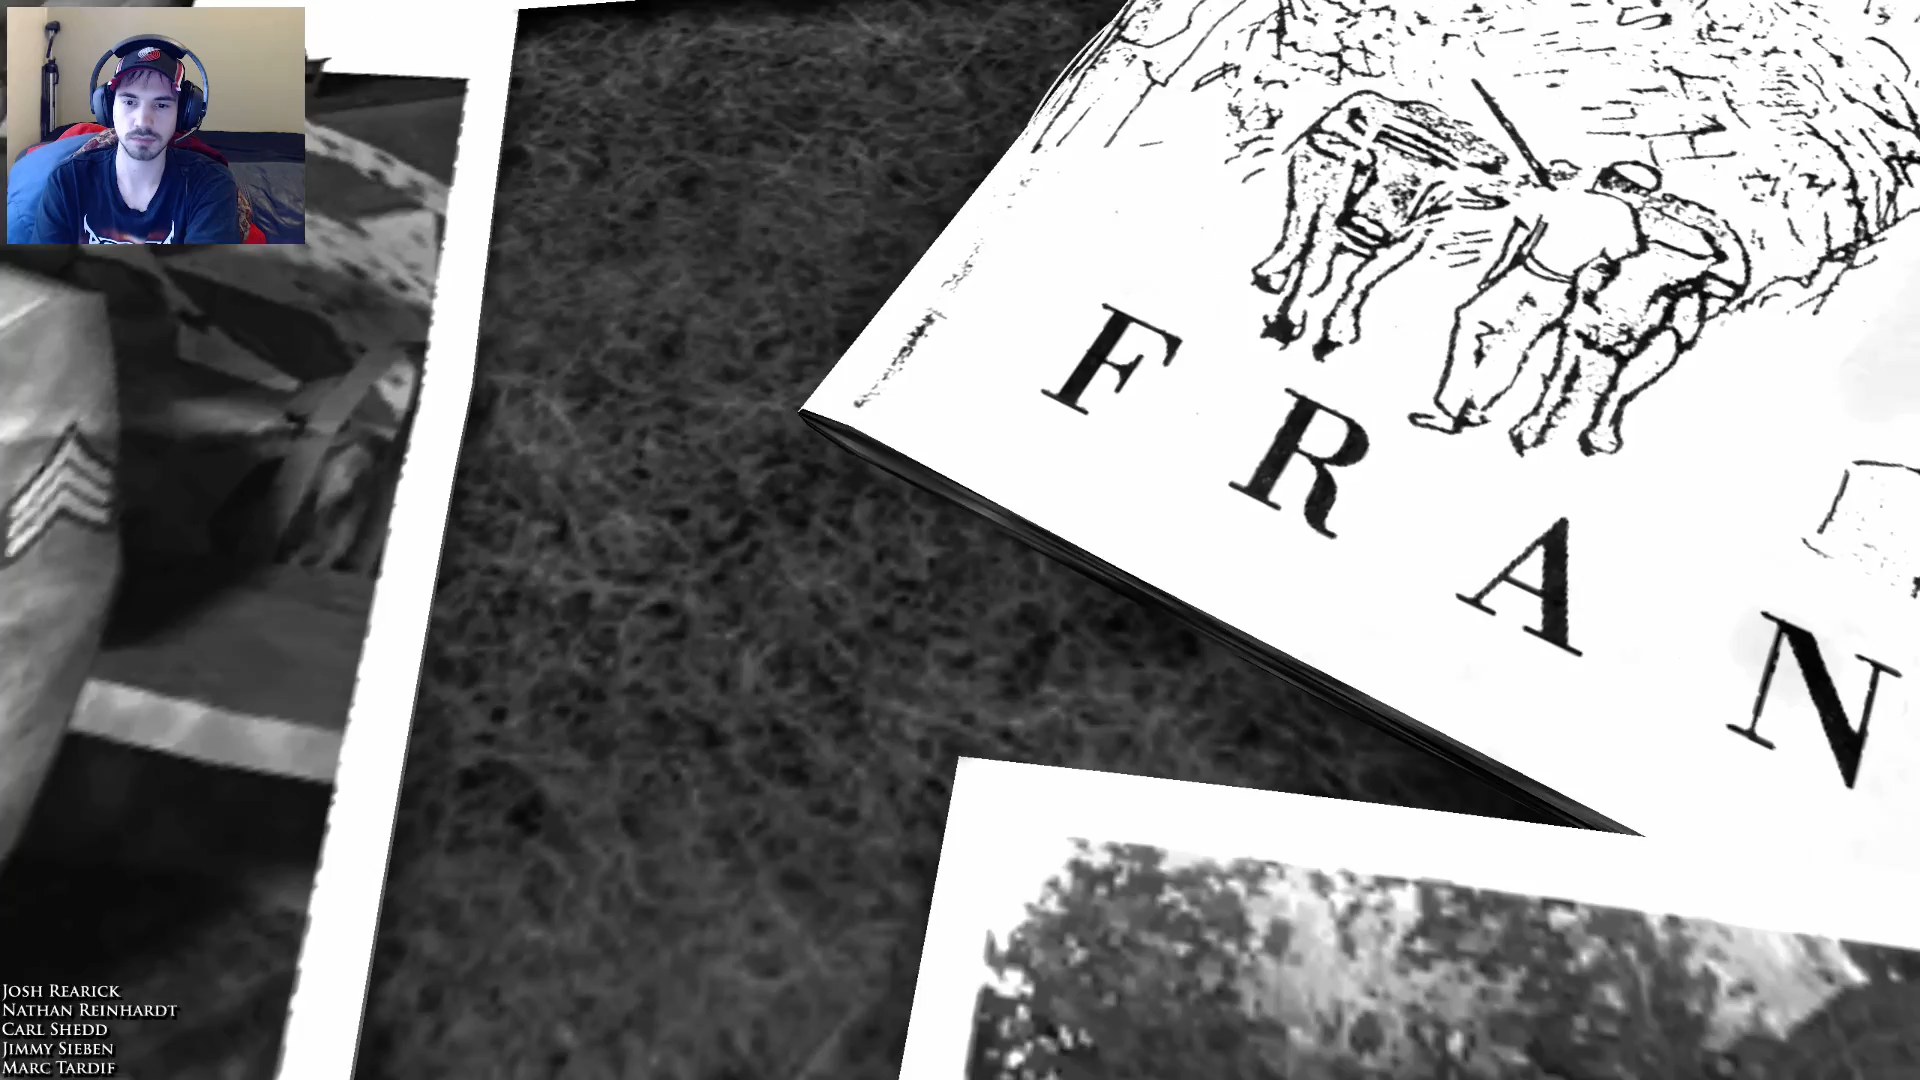 FRAN
JOSH REARICK
NATHAN REINHARDT
CARL SHEDD
JIMMY SIEBEN
MARC TARDIF